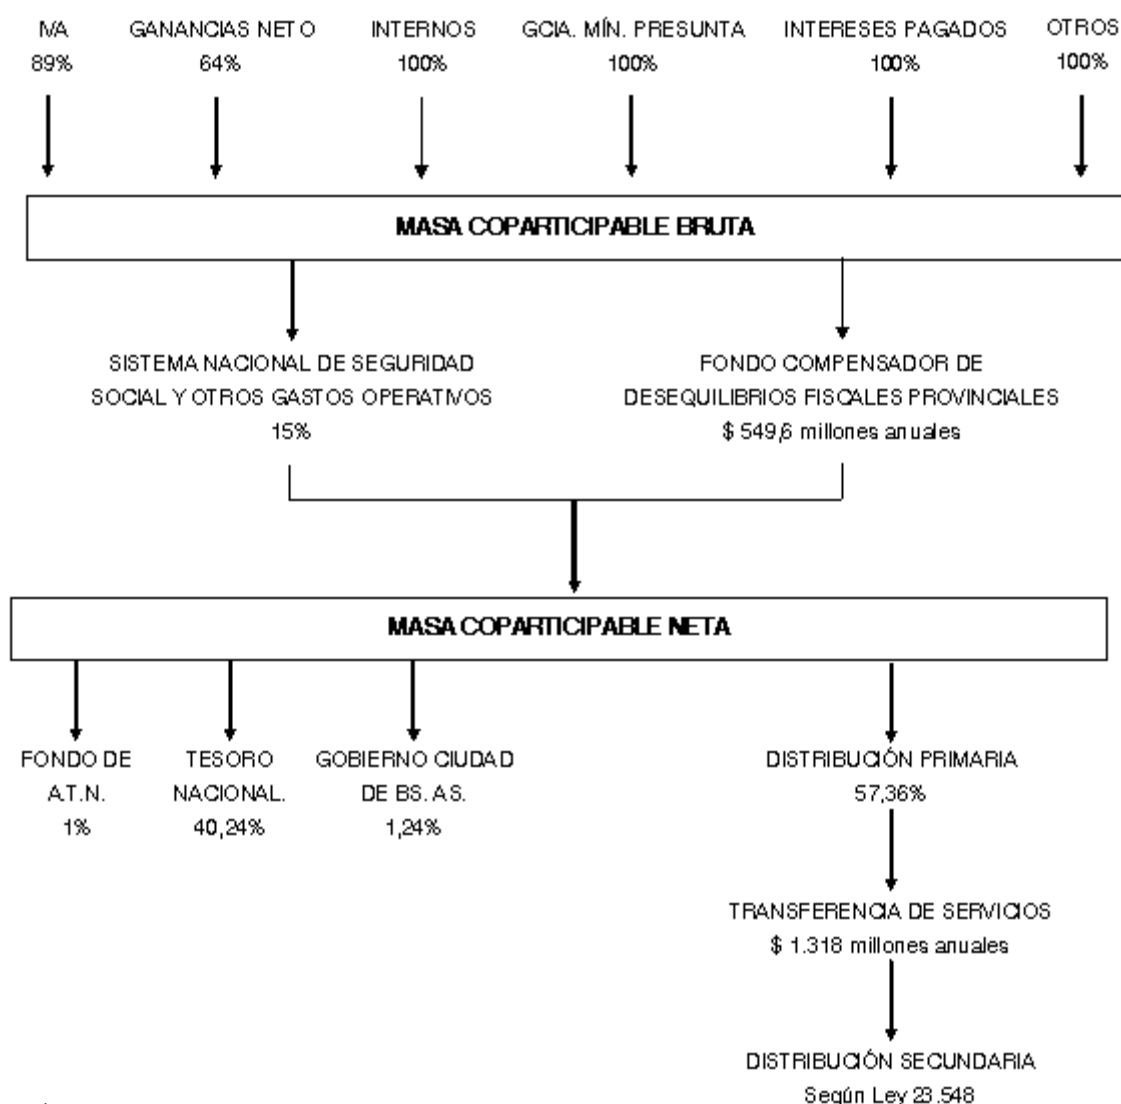 IVA GANANCIAS NETO INTERNOS GCIA. MÍN. PRESUNTA INTERESES PAGADOS OTROS
89% 64% 100% 100% 100% 100%
MASA COPARTICIPABLE BRUTA
SISTEMA NACIONAL DE SEGURIDAD
SOCIAL Y OTROS GASTOS OPERATIVOS
15%
FONDO COMPENSADOR DE
DESEQUILIBRIOS FISCALES PROVINCIALES
$ 549,6 millones anuales
MASA COPARTICIPABLE NETA
FONDO DE
A.T.N.
1%
TESORO
NACIONAL.
40,24%
GOBIERNO CIUDAD
DE BS. AS.
1,24%
DISTRIBUCIÓN PRIMARIA
57,36%
TRANSFERENCIA DE SERVICIOS
$ 1.318 millones anuales
DISTRIBUCIÓN SECUNDARIA
Según Ley 23.548